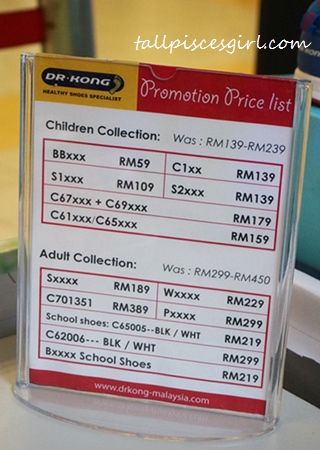 tallpiscesgirl.com
DR·KONG
HEALTHY SHOES SPECIALIST
Promotion Price list
Children Collection: Was : RM139-RM239
BBxxx RM59 C1xx RM139
S1xxx RM109 S2xxx RM139
C67xxx + C69xxx RM179
C61xxx/C65xxx RM159
Adult Collection: Was : RM299-RM450
Sxxxx RM189 Wxxxx RM229
C701351 RM389 Pxxxx RM299
School shoes: C65005--BLK / WHT RM219
C62006--- BLK / WHT RM299
Bxxxx School Shoes RM219
www.drkong-malaysia.com